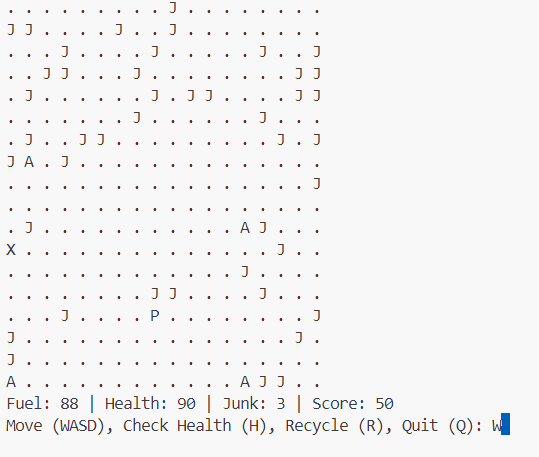 . . . . . . . . . J . . . . . . . .
J J . . . . J . . J . . . . . . . .
. . . J . . . . J . . . . . J . . J
. . J J . . . J . . . . . . . . J J
. J . . . . . . J . J J . . . . J J
. . . . . . . J . . . . . . J . . .
. J . . J J . . . . . . . . . J . J
J A . J . . . . . . . . . . . . . .
. . . . . . . . . . . . . . . . . J
. . . . . . . . . . . . . . . . . .
. J . . . . . . . . . . . A J . . .
X . . . . . . . . . . . . . . J . .
. . . . . . . . . . . . . J . . . .
. . . . . . . . J J . . . . J . . .
. . . J . . . . P . . . . . . . . J
J . . . . . . . . . . . . . . . J .
J . . . . . . . . . . . . . . . . .
A . . . . . . . . . . . . A J J . .
Fuel: 88 | Health: 90 | Junk: 3 | Score: 50
Move (WASD), Check Health (H), Recycle (R), Quit (Q): W